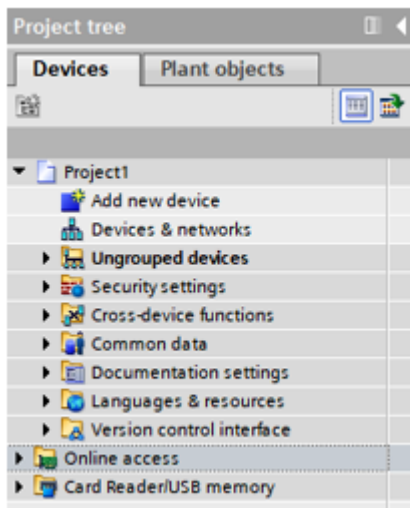 Project tree
Devices Plant objects
Project1
Add new device
Devices & networks
Ungrouped devices
Security settings
Cross-device functions
Common data
Documentation settings
Languages & resources
Version control interface
Online access
Card Reader/USB memory